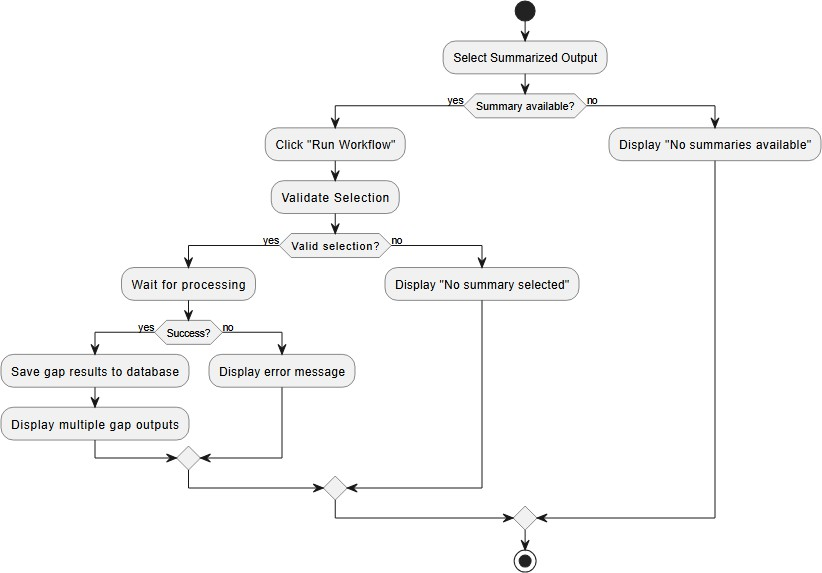 Select Summarized Output
yes
Summary available?
no
Click "Run Workflow"
Display "No summaries available"
Validate Selection
yes
Valid selection?
no
Wait for processing
Display "No summary selected"
yes
Success?
no
Save gap results to database
Display error message
Display multiple gap outputs